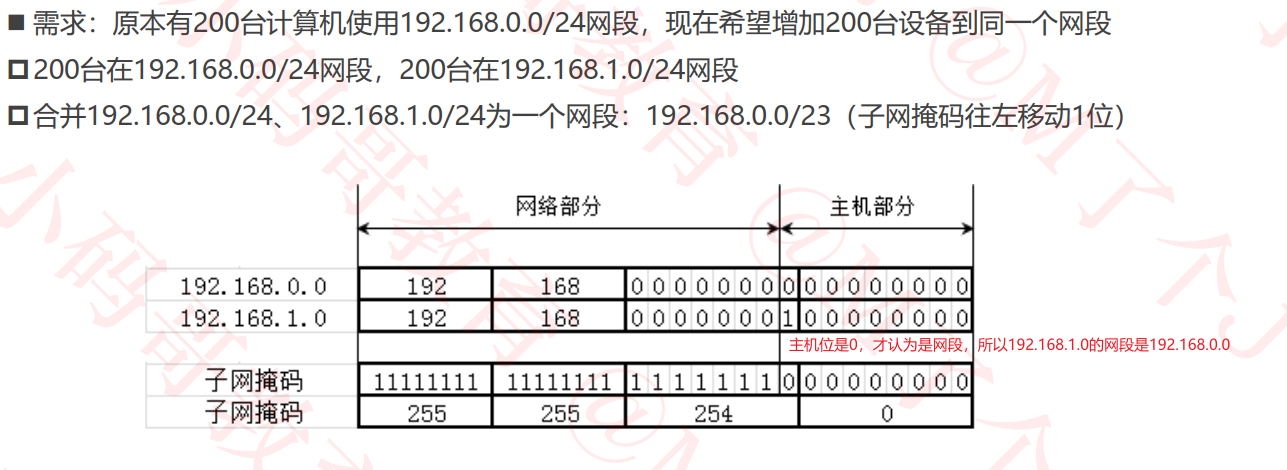 ■ 需求：原本有200台计算机使用192.168.0.0/24网段，现在希望增加200台设备到同一个网段
200台在192.168.0.0/24网段，200台在192.168.1.0/24网段
合并192.168.0.0/24、192.168.1.0/24为一个网段：192.168.0.0/23（子网掩码往左移动1位）
网络部分 主机部分
192.168.0.0 192 168 0 0 0 0 0 0 0 0 0 0 0 0 0 0 0 0
192.168.1.0 192 168 0 0 0 0 0 0 0 1 0 0 0 0 0 0 0 0
主机位是0，才认为是网段，所以192.168.1.0的网段是192.168.0.0
子网掩码 11111111 11111111 1 1 1 1 1 1 1 0 0 0 0 0 0 0 0 0
子网掩码 255 255 254 0
小码哥教育 @M了个J